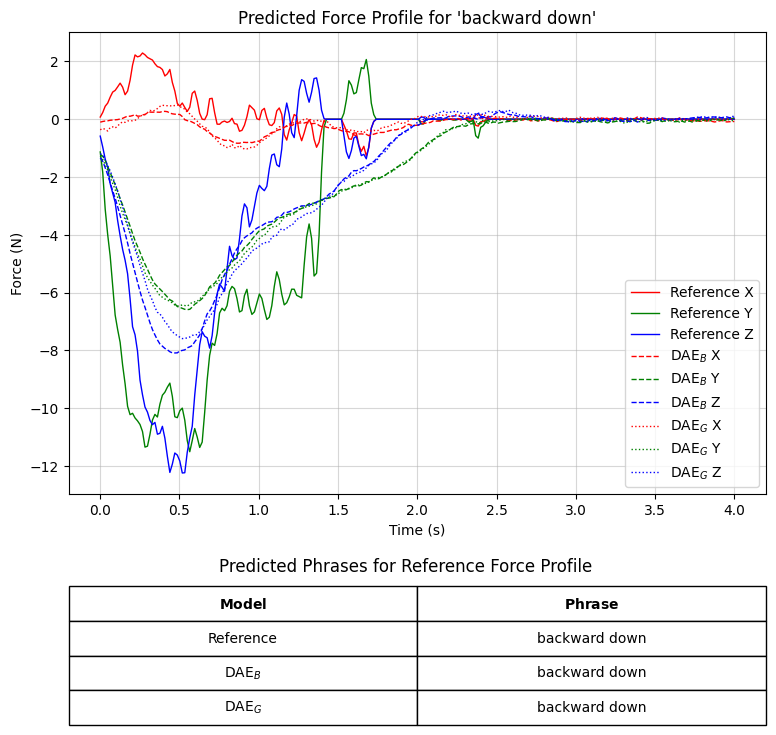 Predicted Force Profile for 'backward down'
Force (N)
2
0
−2
−4
−6
−8
−10
−12
0.0 0.5 1.0 1.5 2.0 2.5 3.0 3.5 4.0
Time (s)
Reference X
Reference Y
Reference Z
DAE_B X
DAE_B Y
DAE_B Z
DAE_G X
DAE_G Y
DAE_G Z
Predicted Phrases for Reference Force Profile
Model Phrase
Reference backward down
DAE_B backward down
DAE_G backward down